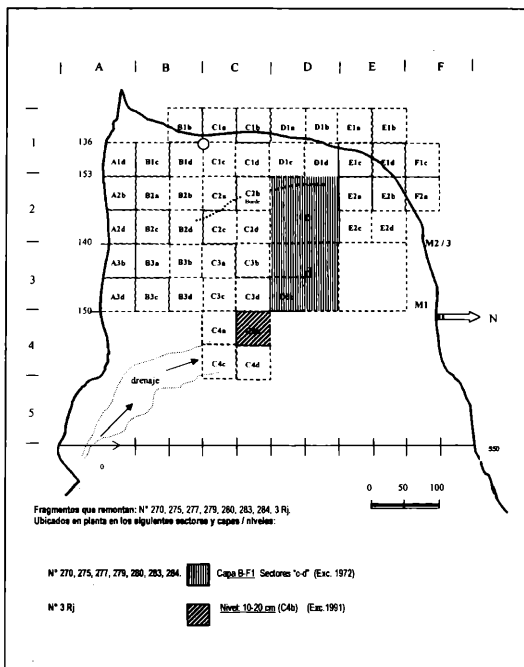 A B C D E F
B1b C1a C1b D1a D1b E1a E1b
1
136
A1d B1c B1d C1c C1d D1c D1d E1c E1d F1c
153
A2b B2a B2b C2a C2b E2a E2b F2a
Borde
2
A2d B2c B2d C2c C2d c E2c E2d
140
M2 / 3
A3b B3a B3b C3a C3b
3
d
A3d B3c B3d C3c C3d
M1
150
N
C4a
4
C4c C4d
drenaje
5
550
0
0 50 100
Fragmentos que remontan: N° 270, 275, 277, 279, 280, 283, 284, 3 Rj.
Ubicados en planta en los siguientes sectores y capas / niveles:
N° 270, 275, 277, 279, 280, 283, 284. Capa B-F1 Sectores "c-d" (Exc. 1972)
N° 3 Rj Nivel: 10-20 cm (C4b) (Exc. 1991)